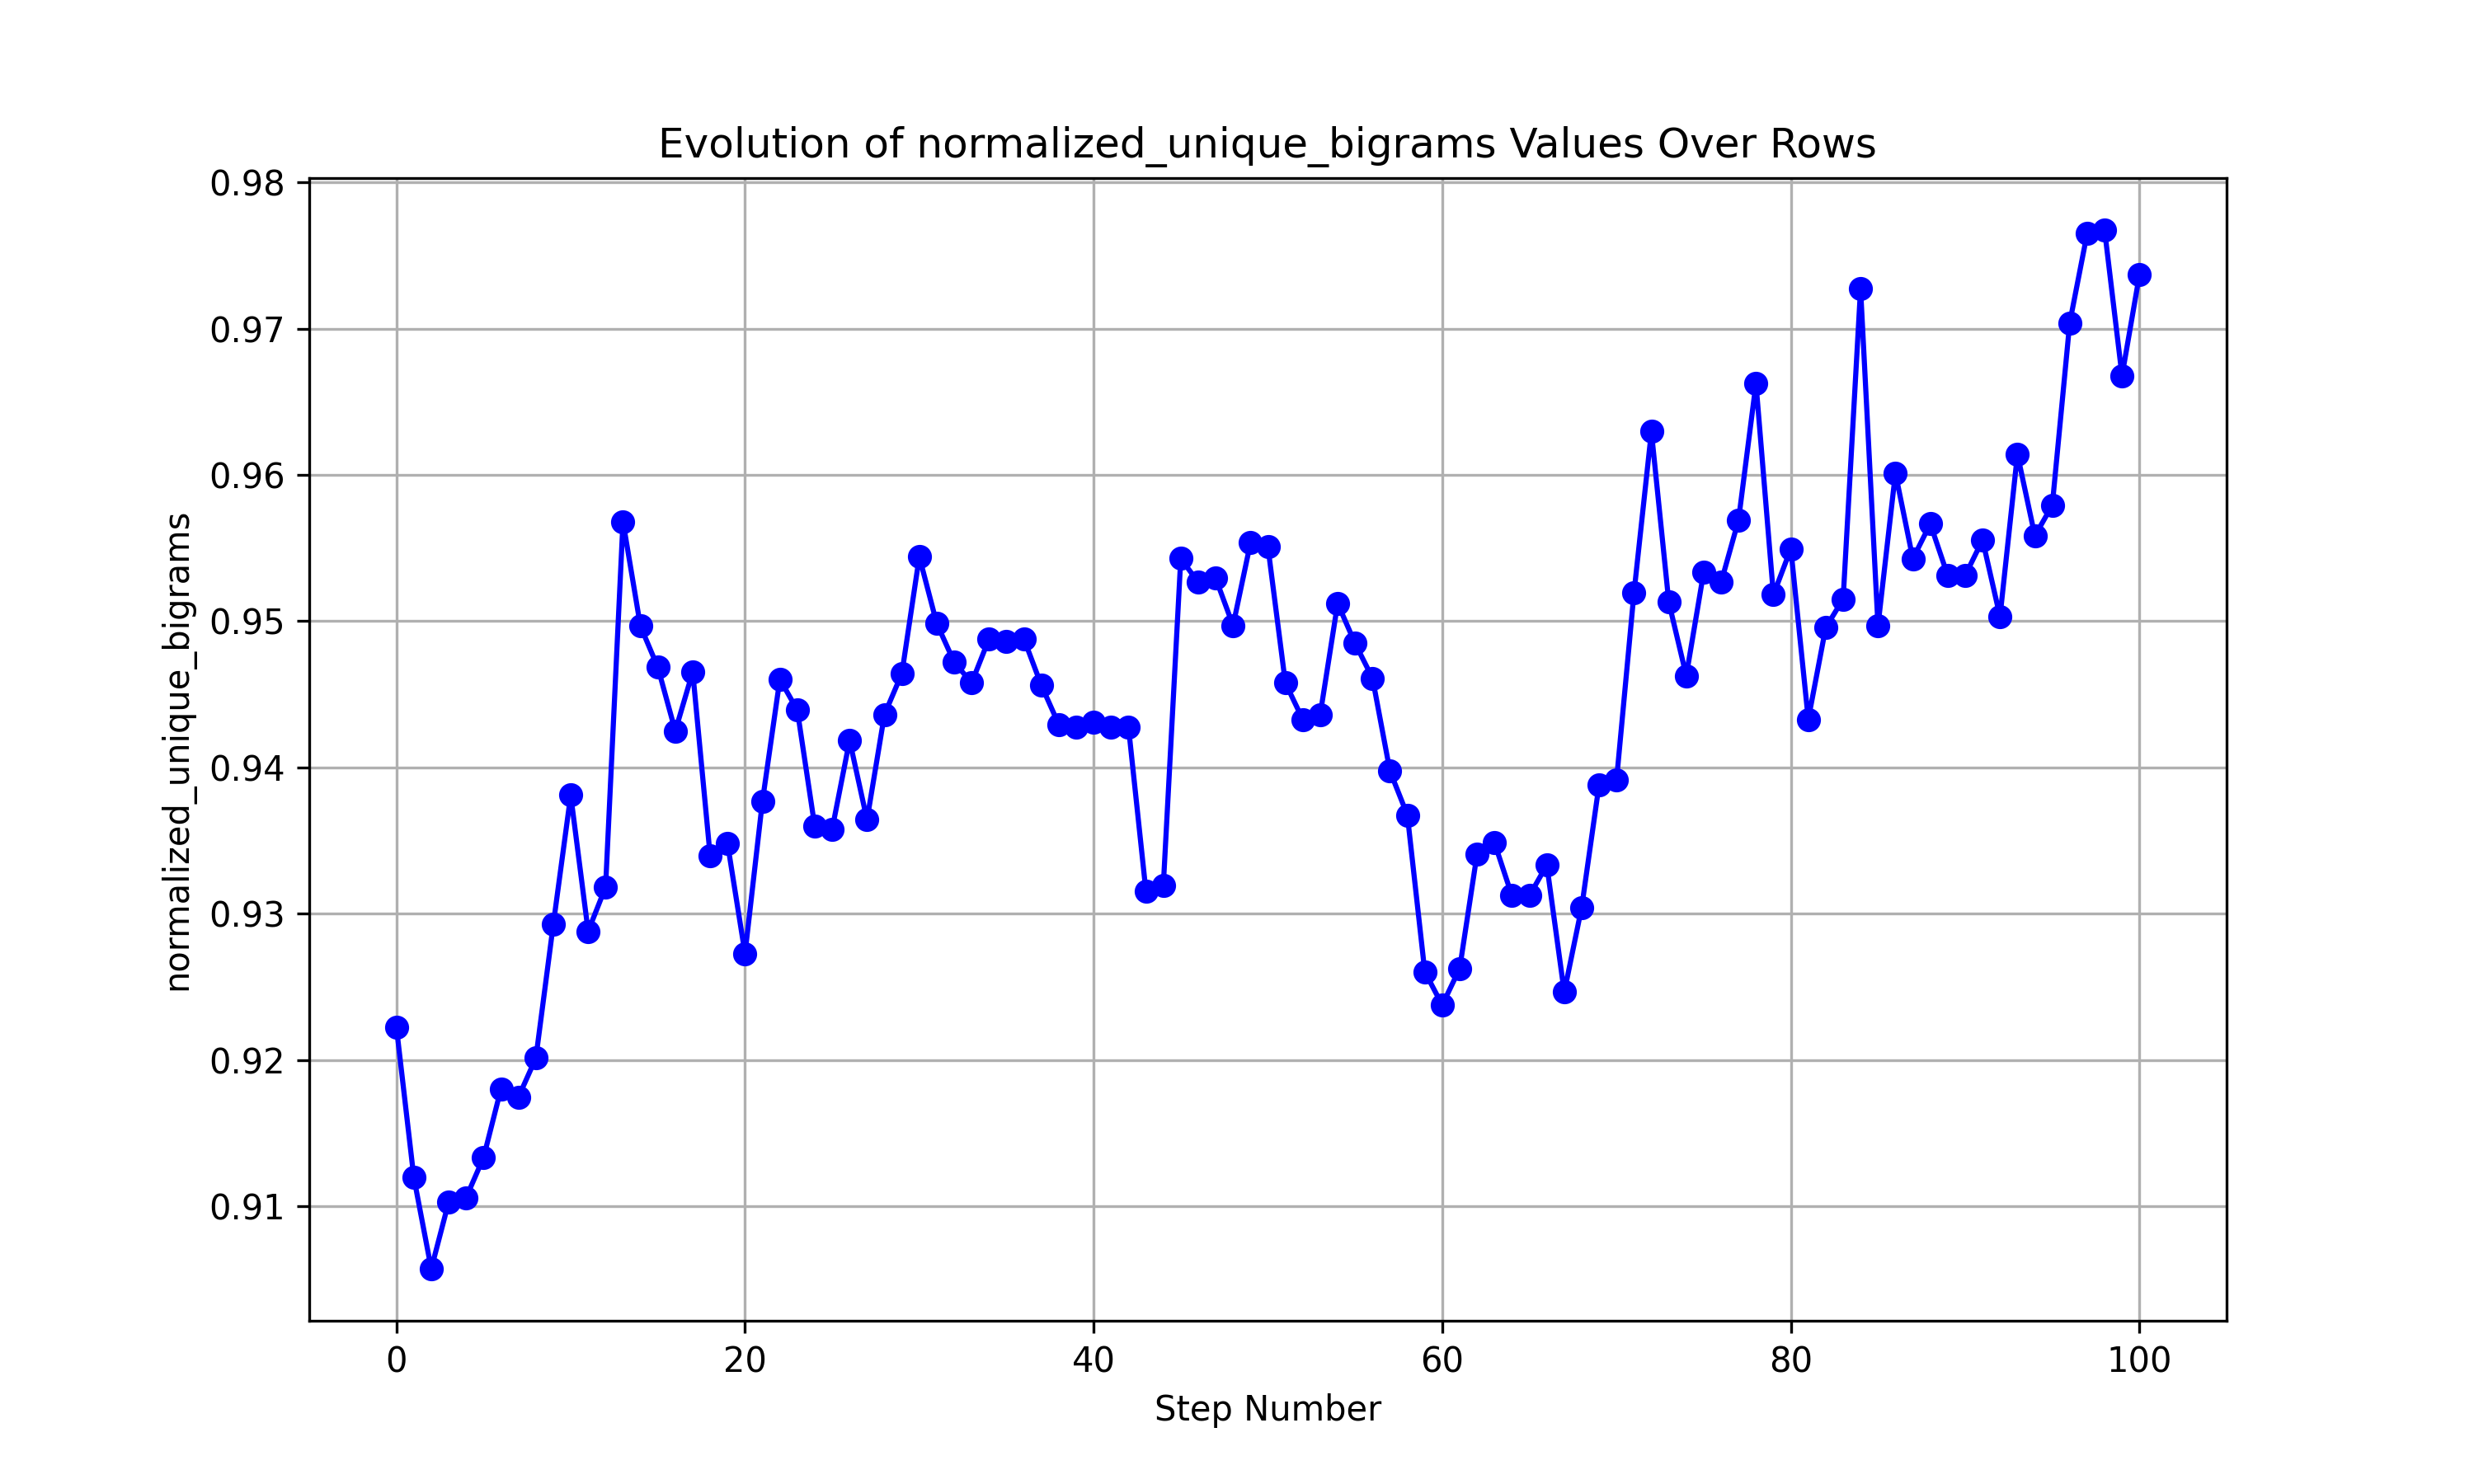 Evolution of normalized_unique_bigrams Values Over Rows
0.98
0.97
0.96
0.95
0.94
0.93
0.92
0.91
normalized_unique_bigrams
0 20 40 60 80 100
Step Number